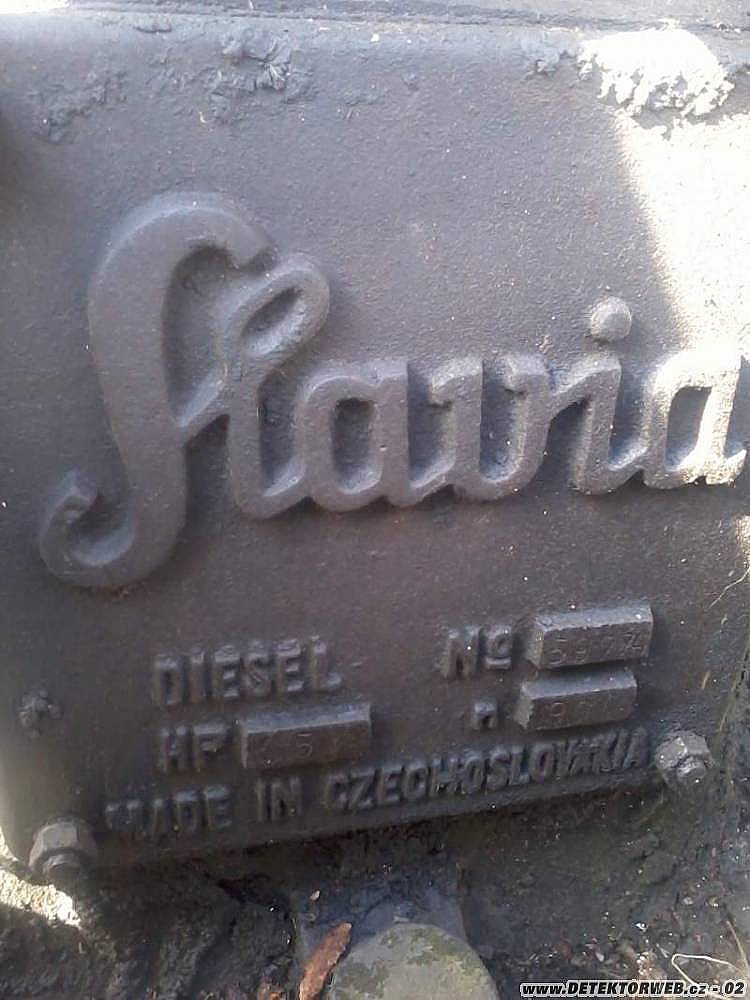 Slavia
DIESEL No
HP n
MADE IN CZECHOSLOVAKIA
www.DETEKTORWEB.cz - 02